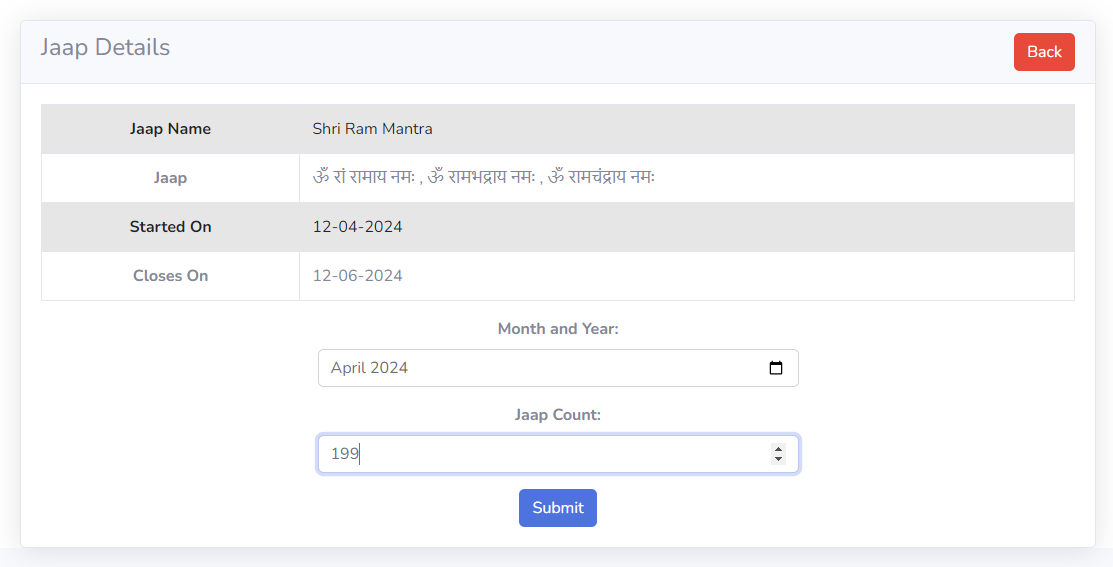 Jaap Details
Back
Jaap Name Shri Ram Mantra
Jaap ॐ रां रामाय नमः , ॐ रामभद्राय नमः , ॐ रामचंद्राय नमः
Started On 12-04-2024
Closes On 12-06-2024
Month and Year:
April 2024
Jaap Count:
199
Submit